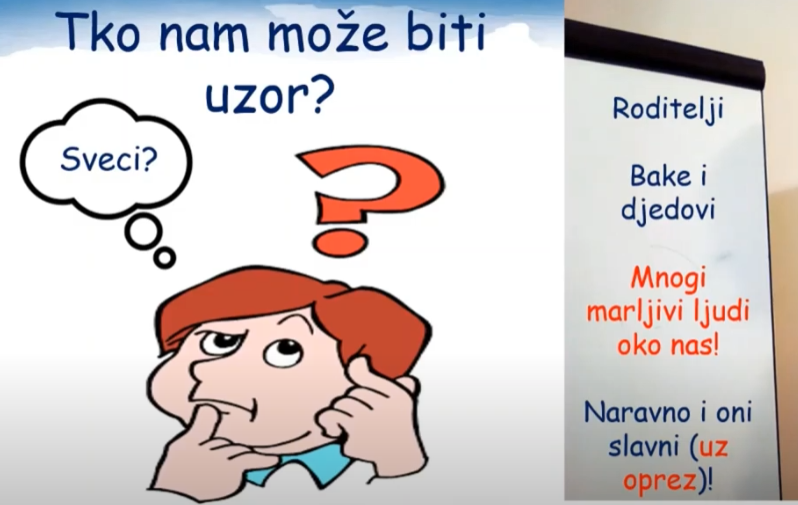 Tko nam može biti
uzor?
Sveci?
Roditelji
Bake i
djedovi
Mnogi
marljivi ljudi
oko nas!
Naravno i oni
slavni (uz
oprez)!